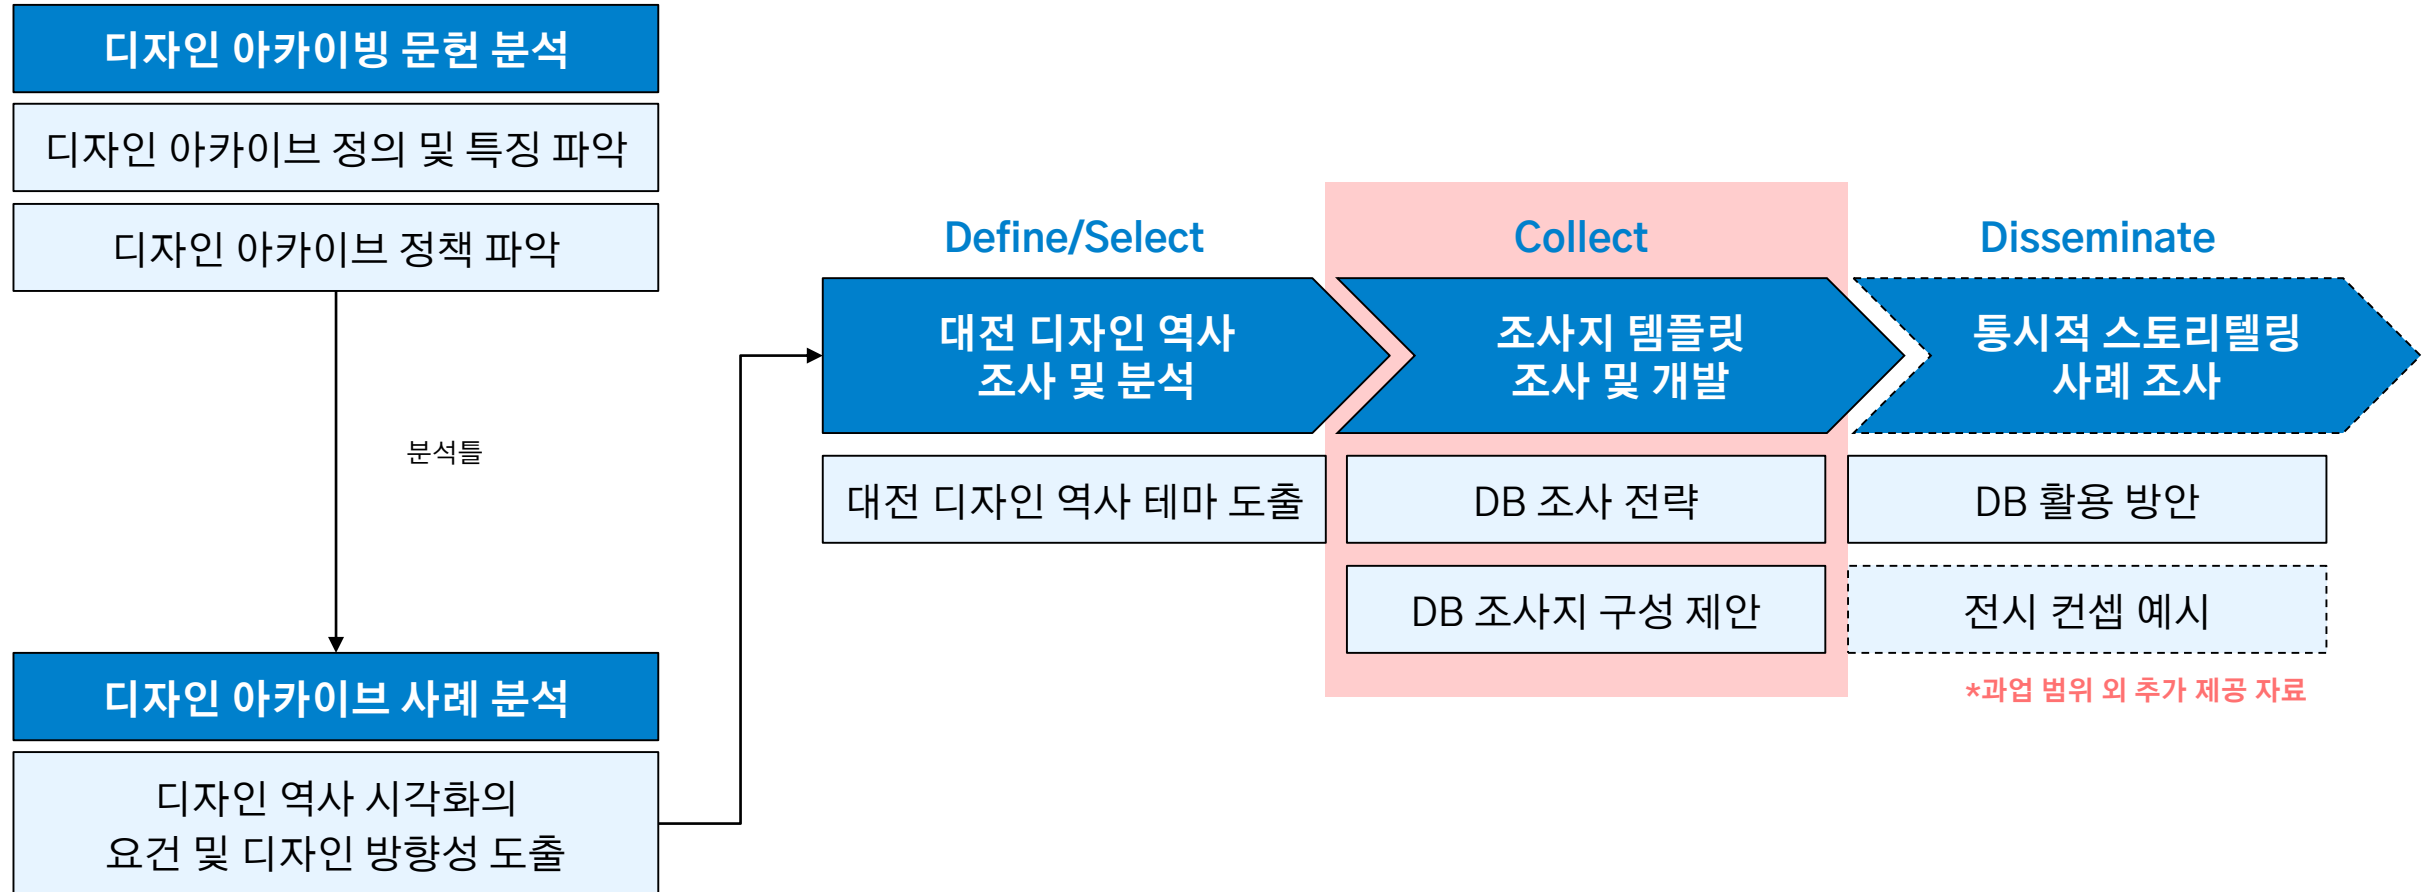 디자인 아카이빙 문헌 분석
디자인 아카이브 정의 및 특징 파악
디자인 아카이브 정책 파악
분석틀
디자인 아카이브 사례 분석
디자인 역사 시각화의
요건 및 디자인 방향성 도출
Define/Select
대전 디자인 역사
조사 및 분석
대전 디자인 역사 테마 도출
Collect
조사지 템플릿
조사 및 개발
DB 조사 전략
DB 조사지 구성 제안
Disseminate
통시적 스토리텔링
사례 조사
DB 활용 방안
전시 컨셉 예시
*과업 범위 외 추가 제공 자료